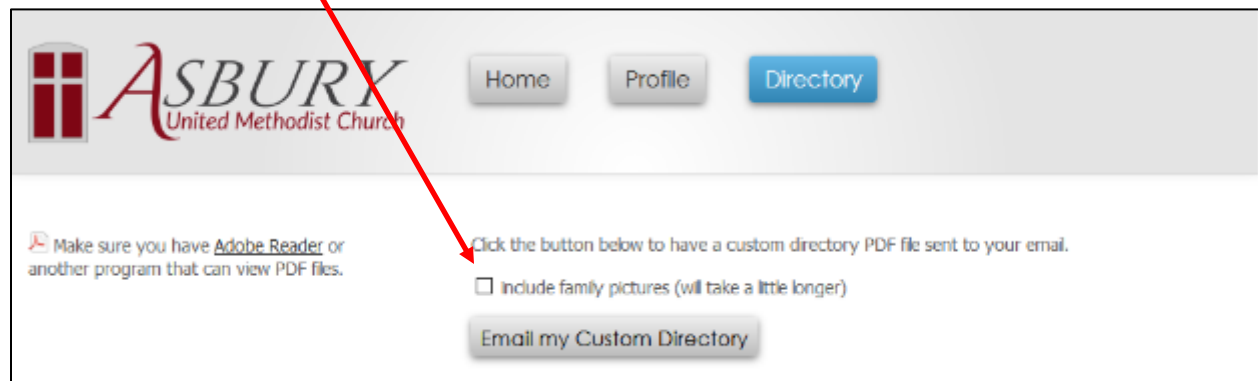 ASBURY
United Methodist Church
Home Profile Directory
Make sure you have Adobe Reader or
another program that can view PDF files.
Click the button below to have a custom directory PDF file sent to your email.
Include family pictures (will take a little longer)
Email my Custom Directory